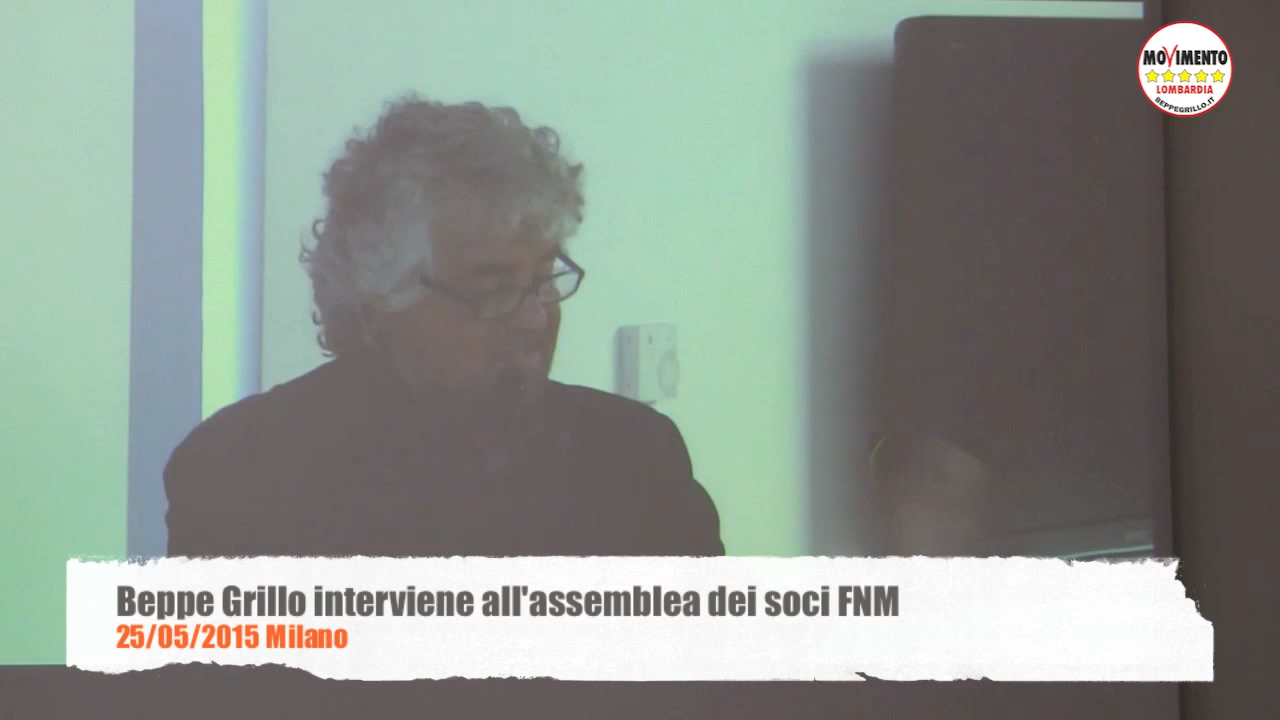 MOVIMENTO
LOMBARDIA
BEPPEGRILLO.IT
Beppe Grillo interviene all'assemblea dei soci FNM
25/05/2015 Milano